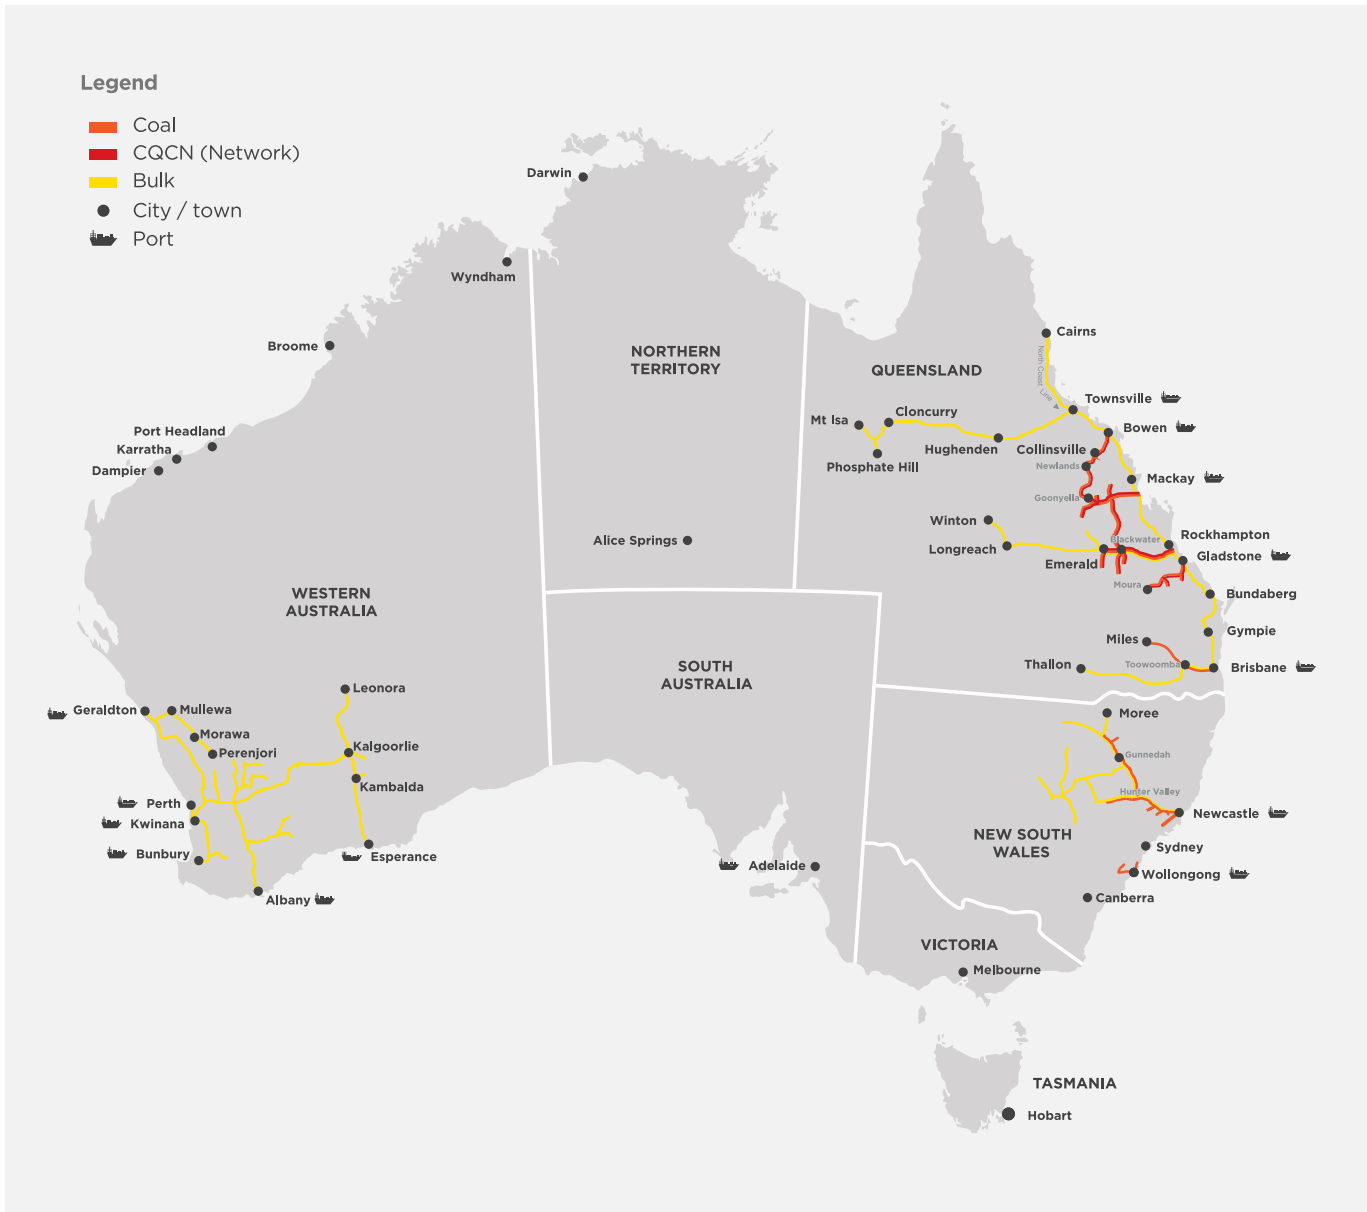 Legend
Coal
CQCN (Network)
Bulk
City / town
Port
Darwin
Wyndham
Broome
Port Headland
Karratha
Dampier
NORTHERN
TERRITORY
Alice Springs
WESTERN
AUSTRALIA
SOUTH
AUSTRALIA
QUEENSLAND
Cairns
North Coast Line
Townsville
Bowen
Mt Isa
Cloncurry
Hughenden
Phosphate Hill
Collinsville
Newlands
Mackay
Goonyella
Winton
Longreach
Blackwater
Rockhampton
Emerald
Gladstone
Moura
Bundaberg
Gympie
Miles
Thallon
Toowoomba
Brisbane
Leonora
Geraldton
Mullewa
Morawa
Perenjori
Kalgoorlie
Kambalda
Perth
Kwinana
Bunbury
Esperance
Albany
Moree
Gunnedah
Hunter Valley
Newcastle
NEW SOUTH
WALES
Sydney
Adelaide
Wollongong
Canberra
VICTORIA
Melbourne
TASMANIA
Hobart